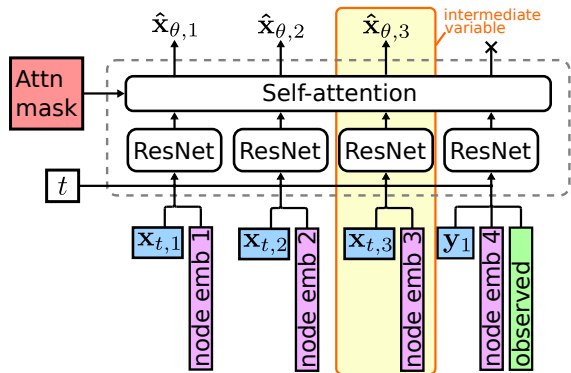 x̂θ,1
x̂θ,2
x̂θ,3
intermediate
variable
Attn
mask
Self-attention
ResNet
ResNet
ResNet
ResNet
t
xt,1
node emb 1
xt,2
node emb 2
xt,3
node emb 3
y1
node emb 4
observed